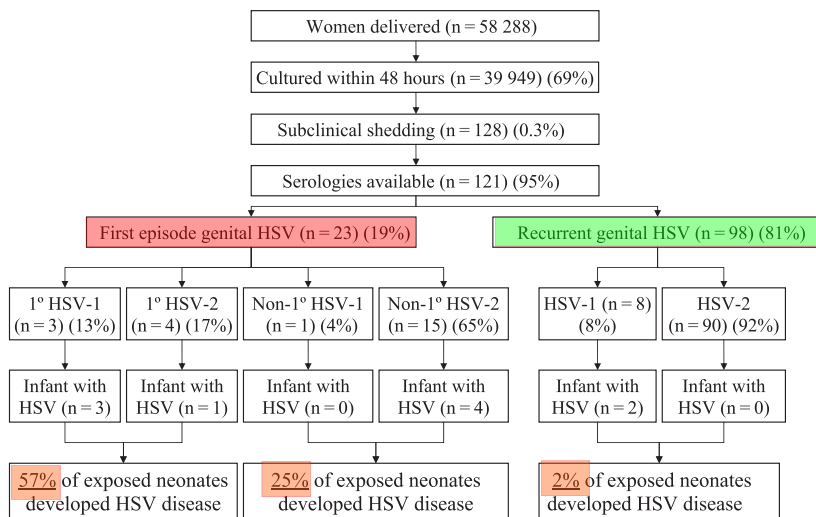 Women delivered (n = 58 288)
Cultured within 48 hours (n = 39 949) (69%)
Subclinical shedding (n = 128) (0.3%)
Serologies available (n = 121) (95%)
First episode genital HSV (n = 23) (19%)
Recurrent genital HSV (n = 98) (81%)
1º HSV-1
(n = 3) (13%)
1º HSV-2
(n = 4) (17%)
Non-1º HSV-1
(n = 1) (4%)
Non-1º HSV-2
(n = 15) (65%)
HSV-1 (n = 8)
(8%)
HSV-2
(n = 90) (92%)
Infant with
HSV (n = 3)
Infant with
HSV (n = 1)
Infant with
HSV (n = 0)
Infant with
HSV (n = 4)
Infant with
HSV (n = 2)
Infant with
HSV (n = 0)
57% of exposed neonates
developed HSV disease
25% of exposed neonates
developed HSV disease
2% of exposed neonates
developed HSV disease